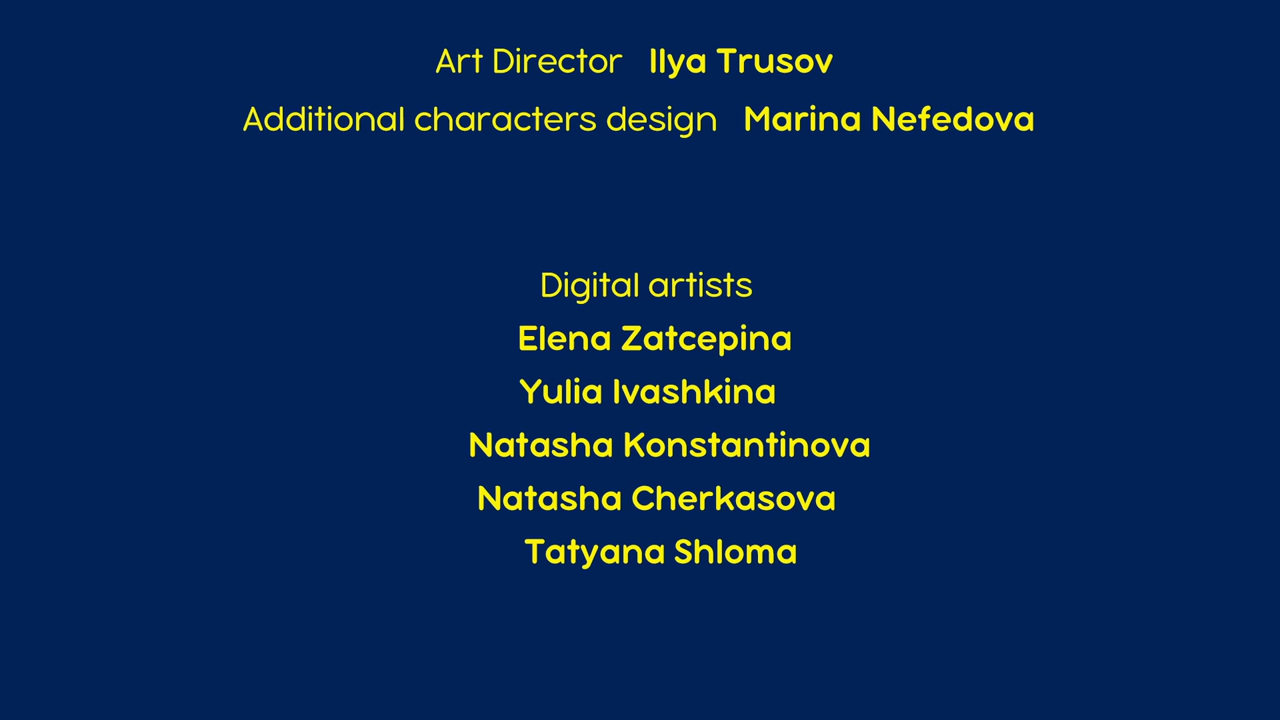 Art Director Ilya Trusov
Additional characters design Marina Nefedova
Digital artists
Elena Zatcepina
Yulia Ivashkina
Natasha Konstantinova
Natasha Cherkasova
Tatyana Shloma